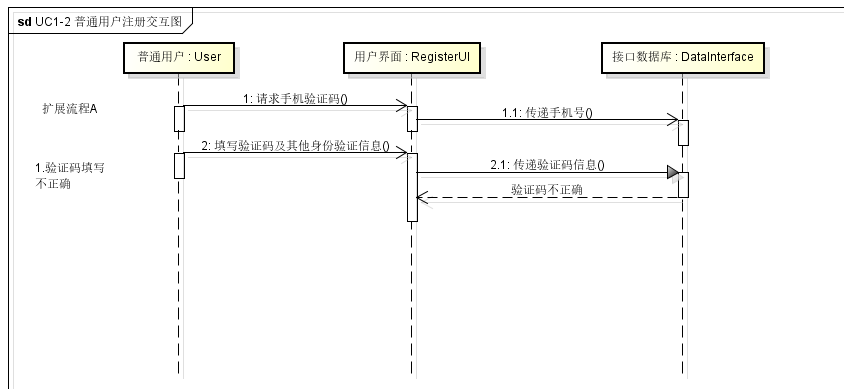 sd UC1-2 普通用户注册交互图
普通用户 : User
用户界面 : RegisterUI
接口数据库 : DataInterface
扩展流程A
1: 请求手机验证码()
1.1: 传递手机号()
2: 填写验证码及其他身份验证信息()
1.验证码填写
不正确
2.1: 传递验证码信息()
验证码不正确